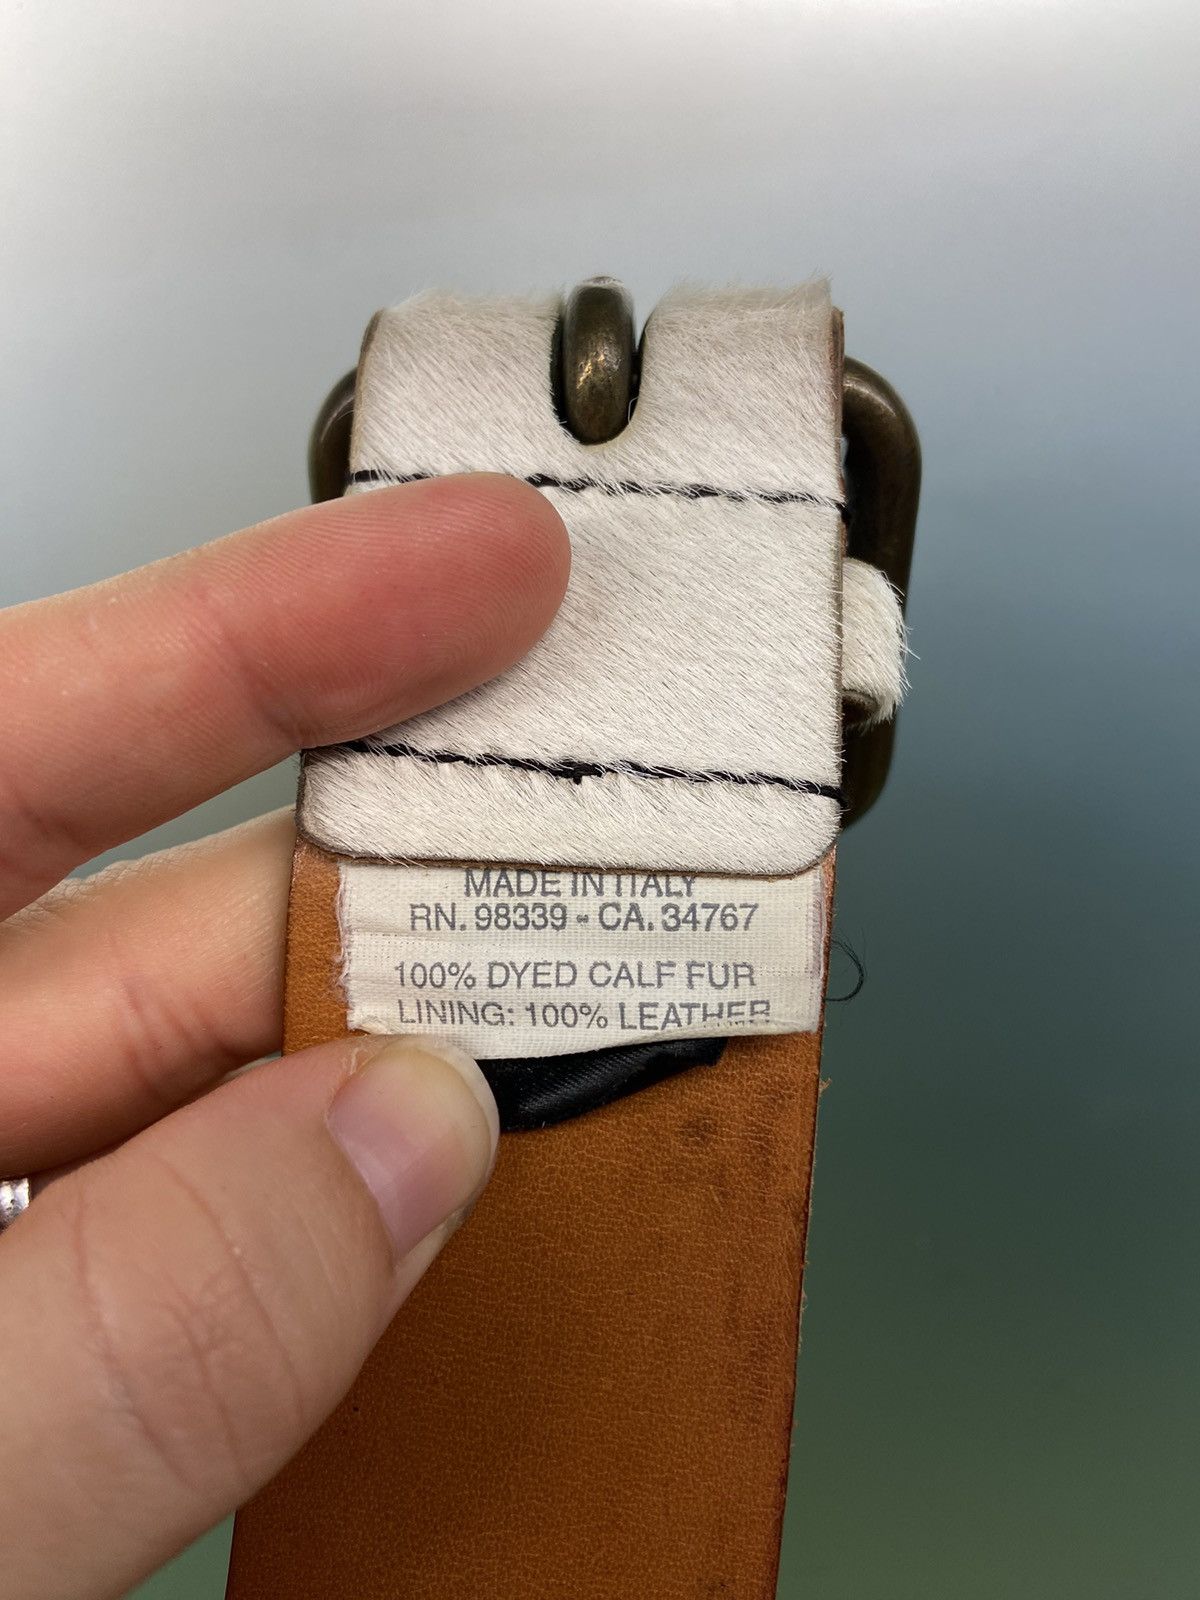 MADE IN ITALY
RN. 98339 - CA. 34767
100% DYED CALF FUR
LINING: 100% LEATHER